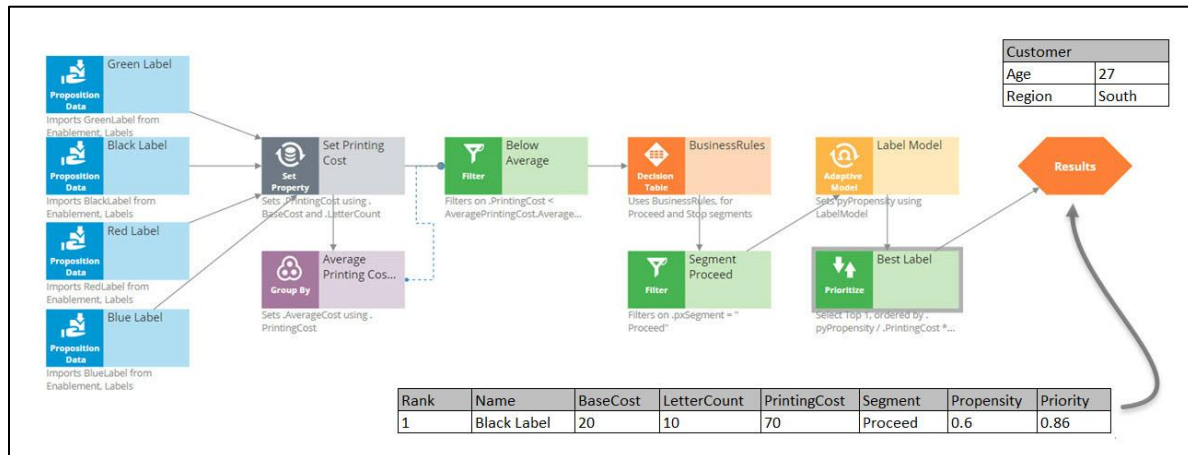 Green Label
Proposition
Data
Imports GreenLabel from
Enablement, Labels
Black Label
Proposition
Data
Imports BlackLabel from
Enablement, Labels
Red Label
Proposition
Data
Imports RedLabel from
Enablement, Labels
Blue Label
Proposition
Data
Imports BlueLabel from
Enablement, Labels
Set Printing
Cost
Set
Property
Sets .PrintingCost using .
BaseCost and .LetterCount
Average
Printing Cos...
Group By
Sets .AverageCost using .
PrintingCost
Below
Average
Filter
Filters on .PrintingCost <
AveragePrintingCost.Average...
BusinessRules
Decision
Table
Uses BusinessRules, for
Proceed and Stop segments
Segment
Proceed
Filter
Filters on .pxSegment = "
Proceed"
Label Model
Adaptive
Model
Sets pyPropensity using
LabelModel
Best Label
Prioritize
Select Top 1, ordered by .
pyPropensity / .PrintingCost *...
Results
Customer
Age 27
Region South
Rank Name BaseCost LetterCount PrintingCost Segment Propensity Priority
1 Black Label 20 10 70 Proceed 0.6 0.86